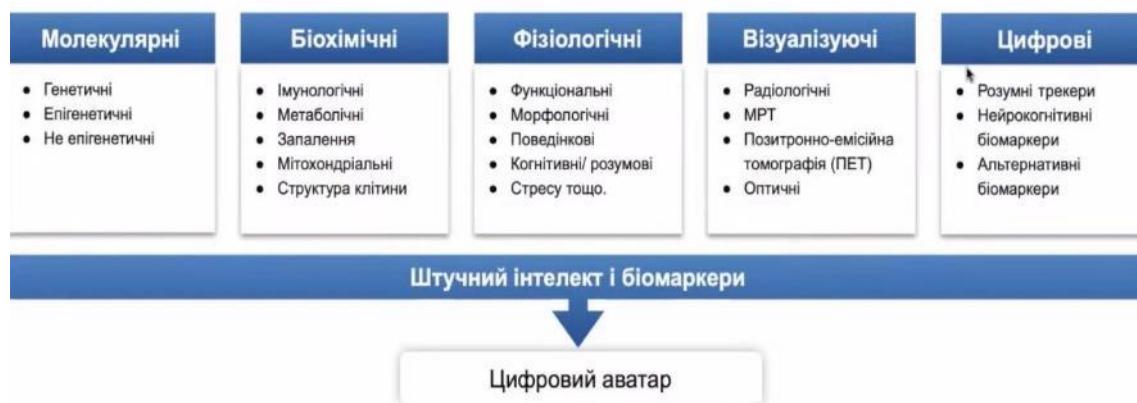 Молекулярні
• Генетичні
• Епігенетичні
• Не епігенетичні
Біохімічні
• Імунологічні
• Метаболічні
• Запалення
• Мітохондріальні
• Структура клітини
Фізіологічні
• Функціональні
• Морфологічні
• Поведінкові
• Когнітивні/ розумові
• Стресу тощо.
Візуалізуючі
• Радіологічні
• МРТ
• Позитронно-емісійна
томографія (ПЕТ)
• Оптичні
Цифрові
• Розумні трекери
• Нейрокогнітивні
біомаркери
• Альтернативні
біомаркери
Штучний інтелект і біомаркери
Цифровий аватар